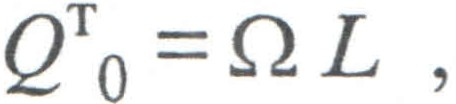 Q^T_0 = Ω L ,